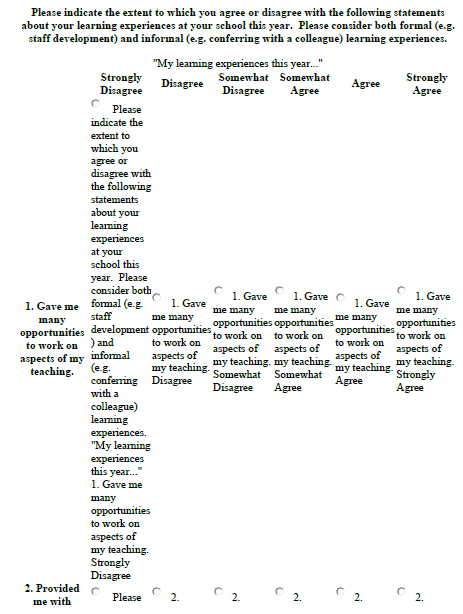 Please indicate the extent to which you agree or disagree with the following statements
about your learning experiences at your school this year.  Please consider both formal (e.g.
staff development) and informal (e.g. conferring with a colleague) learning experiences.
"My learning experiences this year..."
Strongly
Disagree
Disagree
Somewhat
Disagree
Somewhat
Agree
Agree
Strongly
Agree
1. Gave me
many
opportunities
to work on
aspects of my
teaching.
Please
indicate the
extent to
which you
agree or
disagree with
the following
statements
about your
learning
experiences
at your
school this
year.  Please
consider both
formal (e.g.
staff
development
) and
informal
(e.g.
conferring
with a
colleague)
learning
experiences.
"My learning
experiences
this year..."
1. Gave me
many
opportunities
to work on
aspects of
my teaching.
Strongly
Disagree
1. Gave
me many
opportunities
to work on
aspects of
my teaching.
Disagree
1. Gave
me many
opportunities
to work on
aspects of
my teaching.
Somewhat
Disagree
1. Gave
me many
opportunities
to work on
aspects of
my teaching.
Somewhat
Agree
1. Gave
me many
opportunities
to work on
aspects of
my teaching.
Agree
1. Gave
me many
opportunities
to work on
aspects of
my teaching.
Strongly
Agree
2. Provided
me with
Please
2.
2.
2.
2.
2.